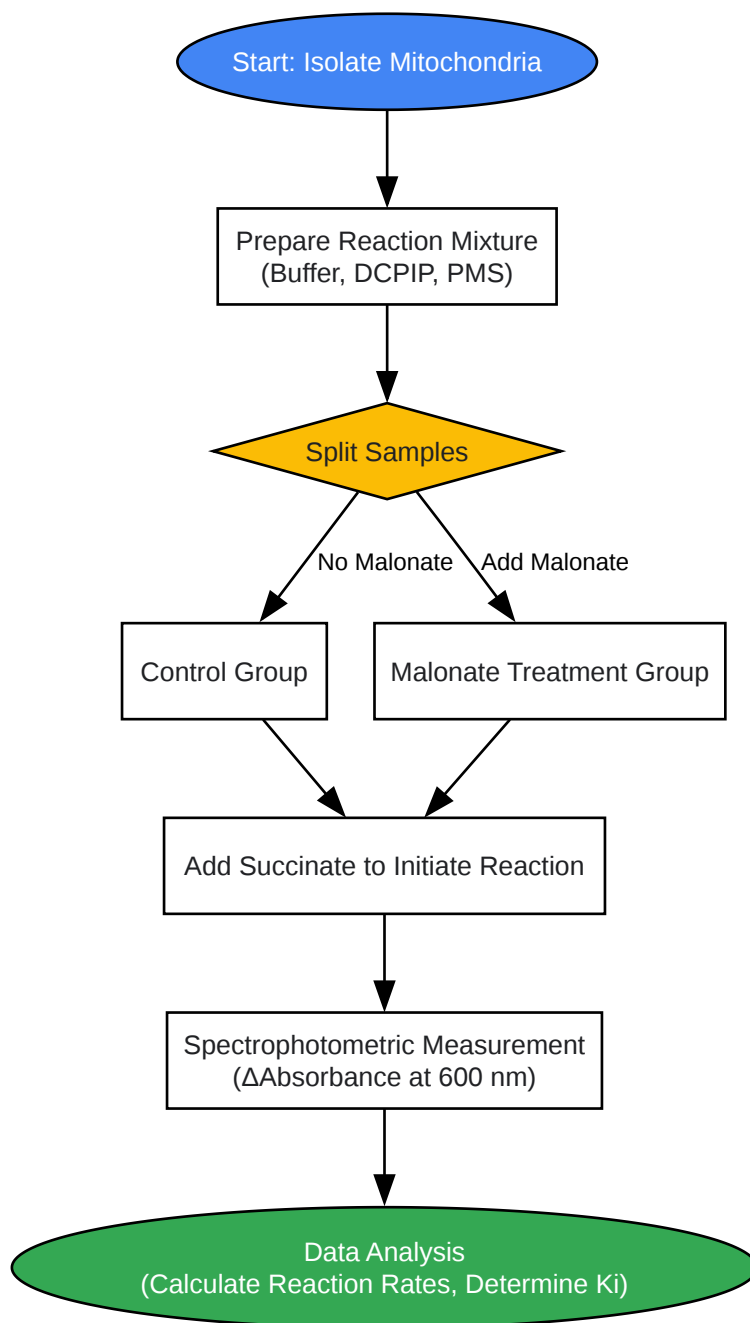 Start: Isolate Mitochondria
Prepare Reaction Mixture
(Buffer, DCPIP, PMS)
Split Samples
No Malonate
Add Malonate
Control Group
Malonate Treatment Group
Add Succinate to Initiate Reaction
Spectrophotometric Measurement
(ΔAbsorbance at 600 nm)
Data Analysis
(Calculate Reaction Rates, Determine Ki)